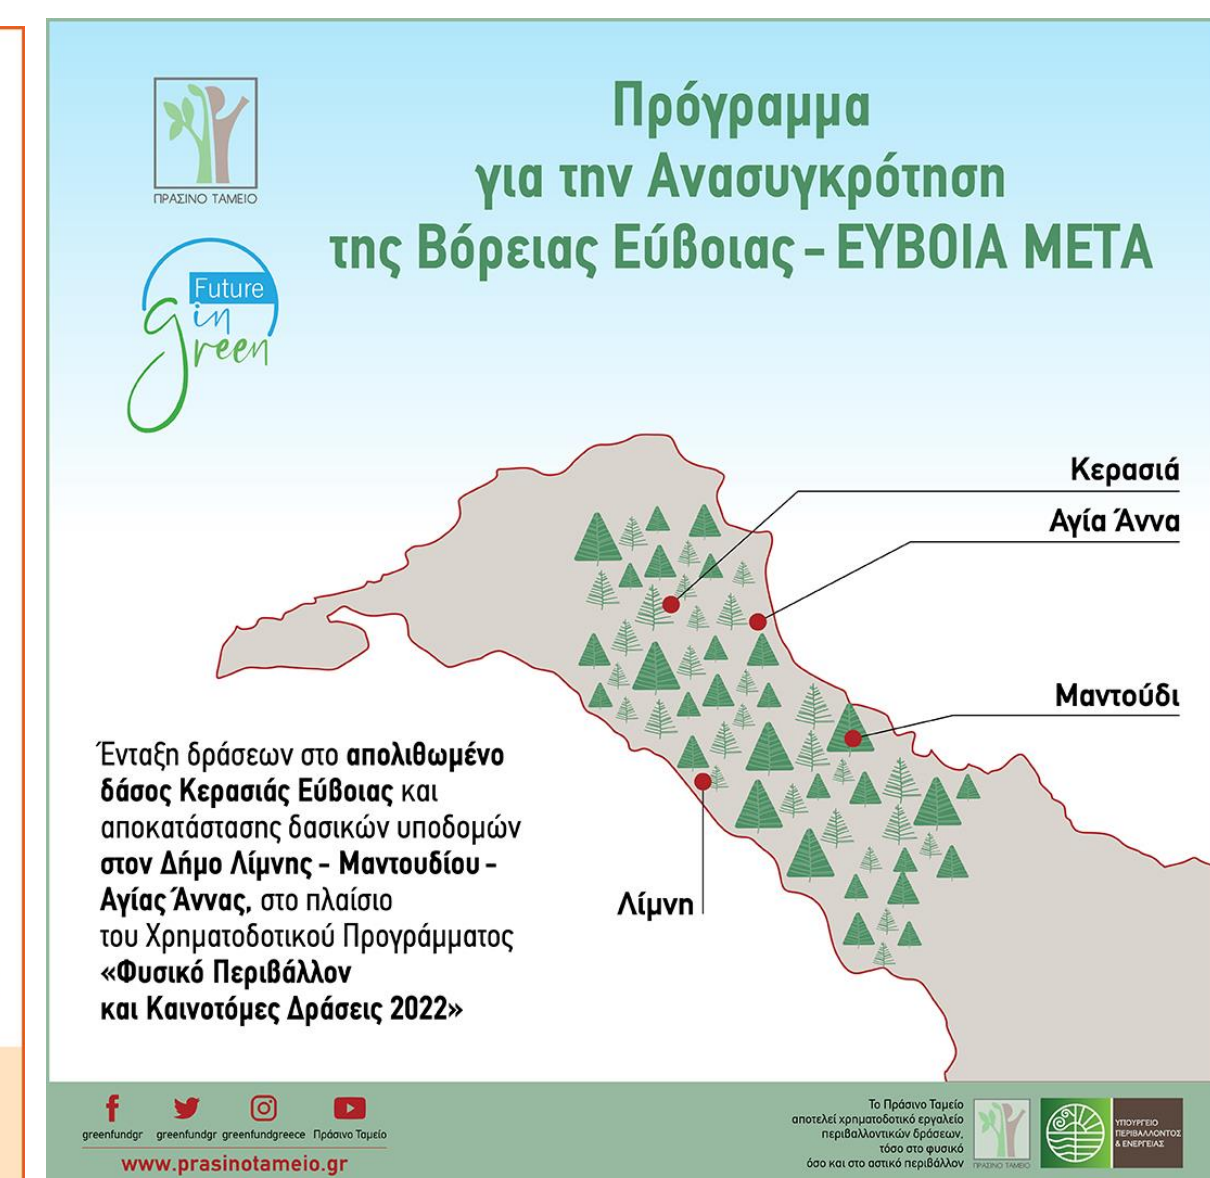 ΠΡΑΣΙΝΟ ΤΑΜΕΙΟ
Future
in
green
Πρόγραμμα
για την Ανασυγκρότηση
της Βόρειας Εύβοιας - ΕΥΒΟΙΑ ΜΕΤΑ
Κερασιά
Αγία Άννα
Μαντούδι
Λίμνη
Ένταξη δράσεων στο απολιθωμένο
δάσος Κερασιάς Εύβοιας και
αποκατάστασης δασικών υποδομών
στον Δήμο Λίμνης - Μαντουδίου -
Αγίας Άννας, στο πλαίσιο
του Χρηματοδοτικού Προγράμματος
«Φυσικό Περιβάλλον
και Καινοτόμες Δράσεις 2022»
greenfundgr greenfundgr greenfundgreece Πράσινο Ταμείο
www.prasinotameio.gr
Το Πράσινο Ταμείο
αποτελεί χρηματοδοτικό εργαλείο
περιβαλλοντικών δράσεων,
τόσο στο φυσικό
όσο και στο αστικό περιβάλλον
ΠΡΑΣΙΝΟ ΤΑΜΕΙΟ
ΥΠΟΥΡΓΕΙΟ
ΠΕΡΙΒΑΛΛΟΝΤΟΣ
& ΕΝΕΡΓΕΙΑΣ